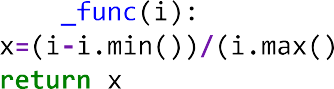 _func(i):
x=(i-i.min())/(i.max()
return x